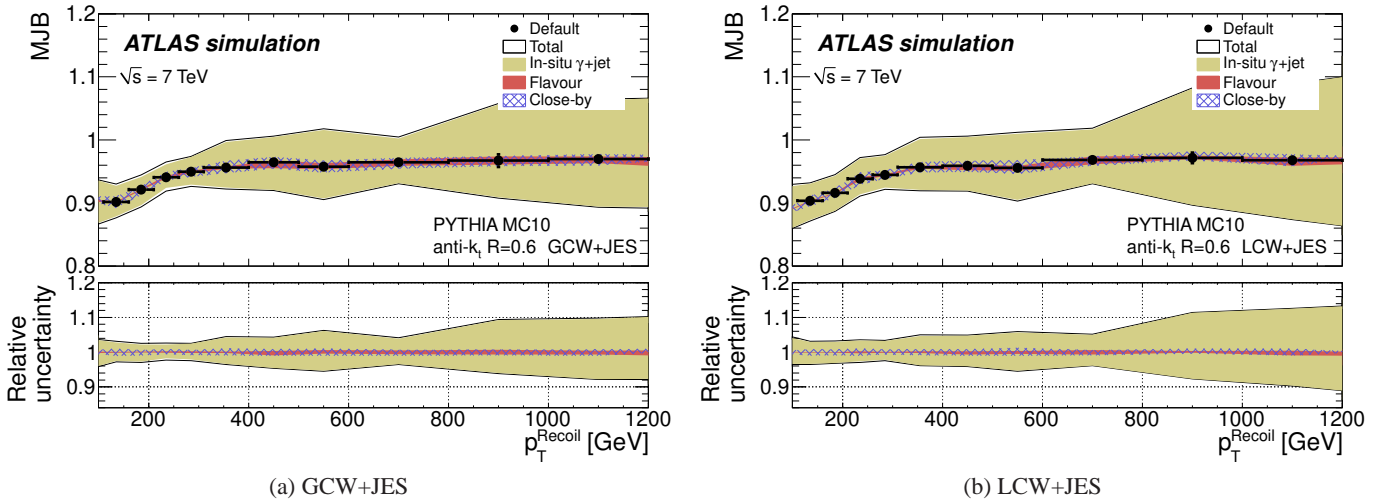 MJB
1.2
1.1
1
0.9
0.8
ATLAS simulation
√s = 7 TeV
Default
Total
In-situ γ+jet
Flavour
Close-by
PYTHIA MC10
anti-kt R=0.6 GCW+JES
Relative
uncertainty
1.2
1.1
1
0.9
200 400 600 800 1000 1200
pT^Recoil [GeV]
(a) GCW+JES
MJB
1.2
1.1
1
0.9
0.8
ATLAS simulation
√s = 7 TeV
Default
Total
In-situ γ+jet
Flavour
Close-by
PYTHIA MC10
anti-kt R=0.6 LCW+JES
Relative
uncertainty
1.2
1.1
1
0.9
200 400 600 800 1000 1200
pT^Recoil [GeV]
(b) LCW+JES